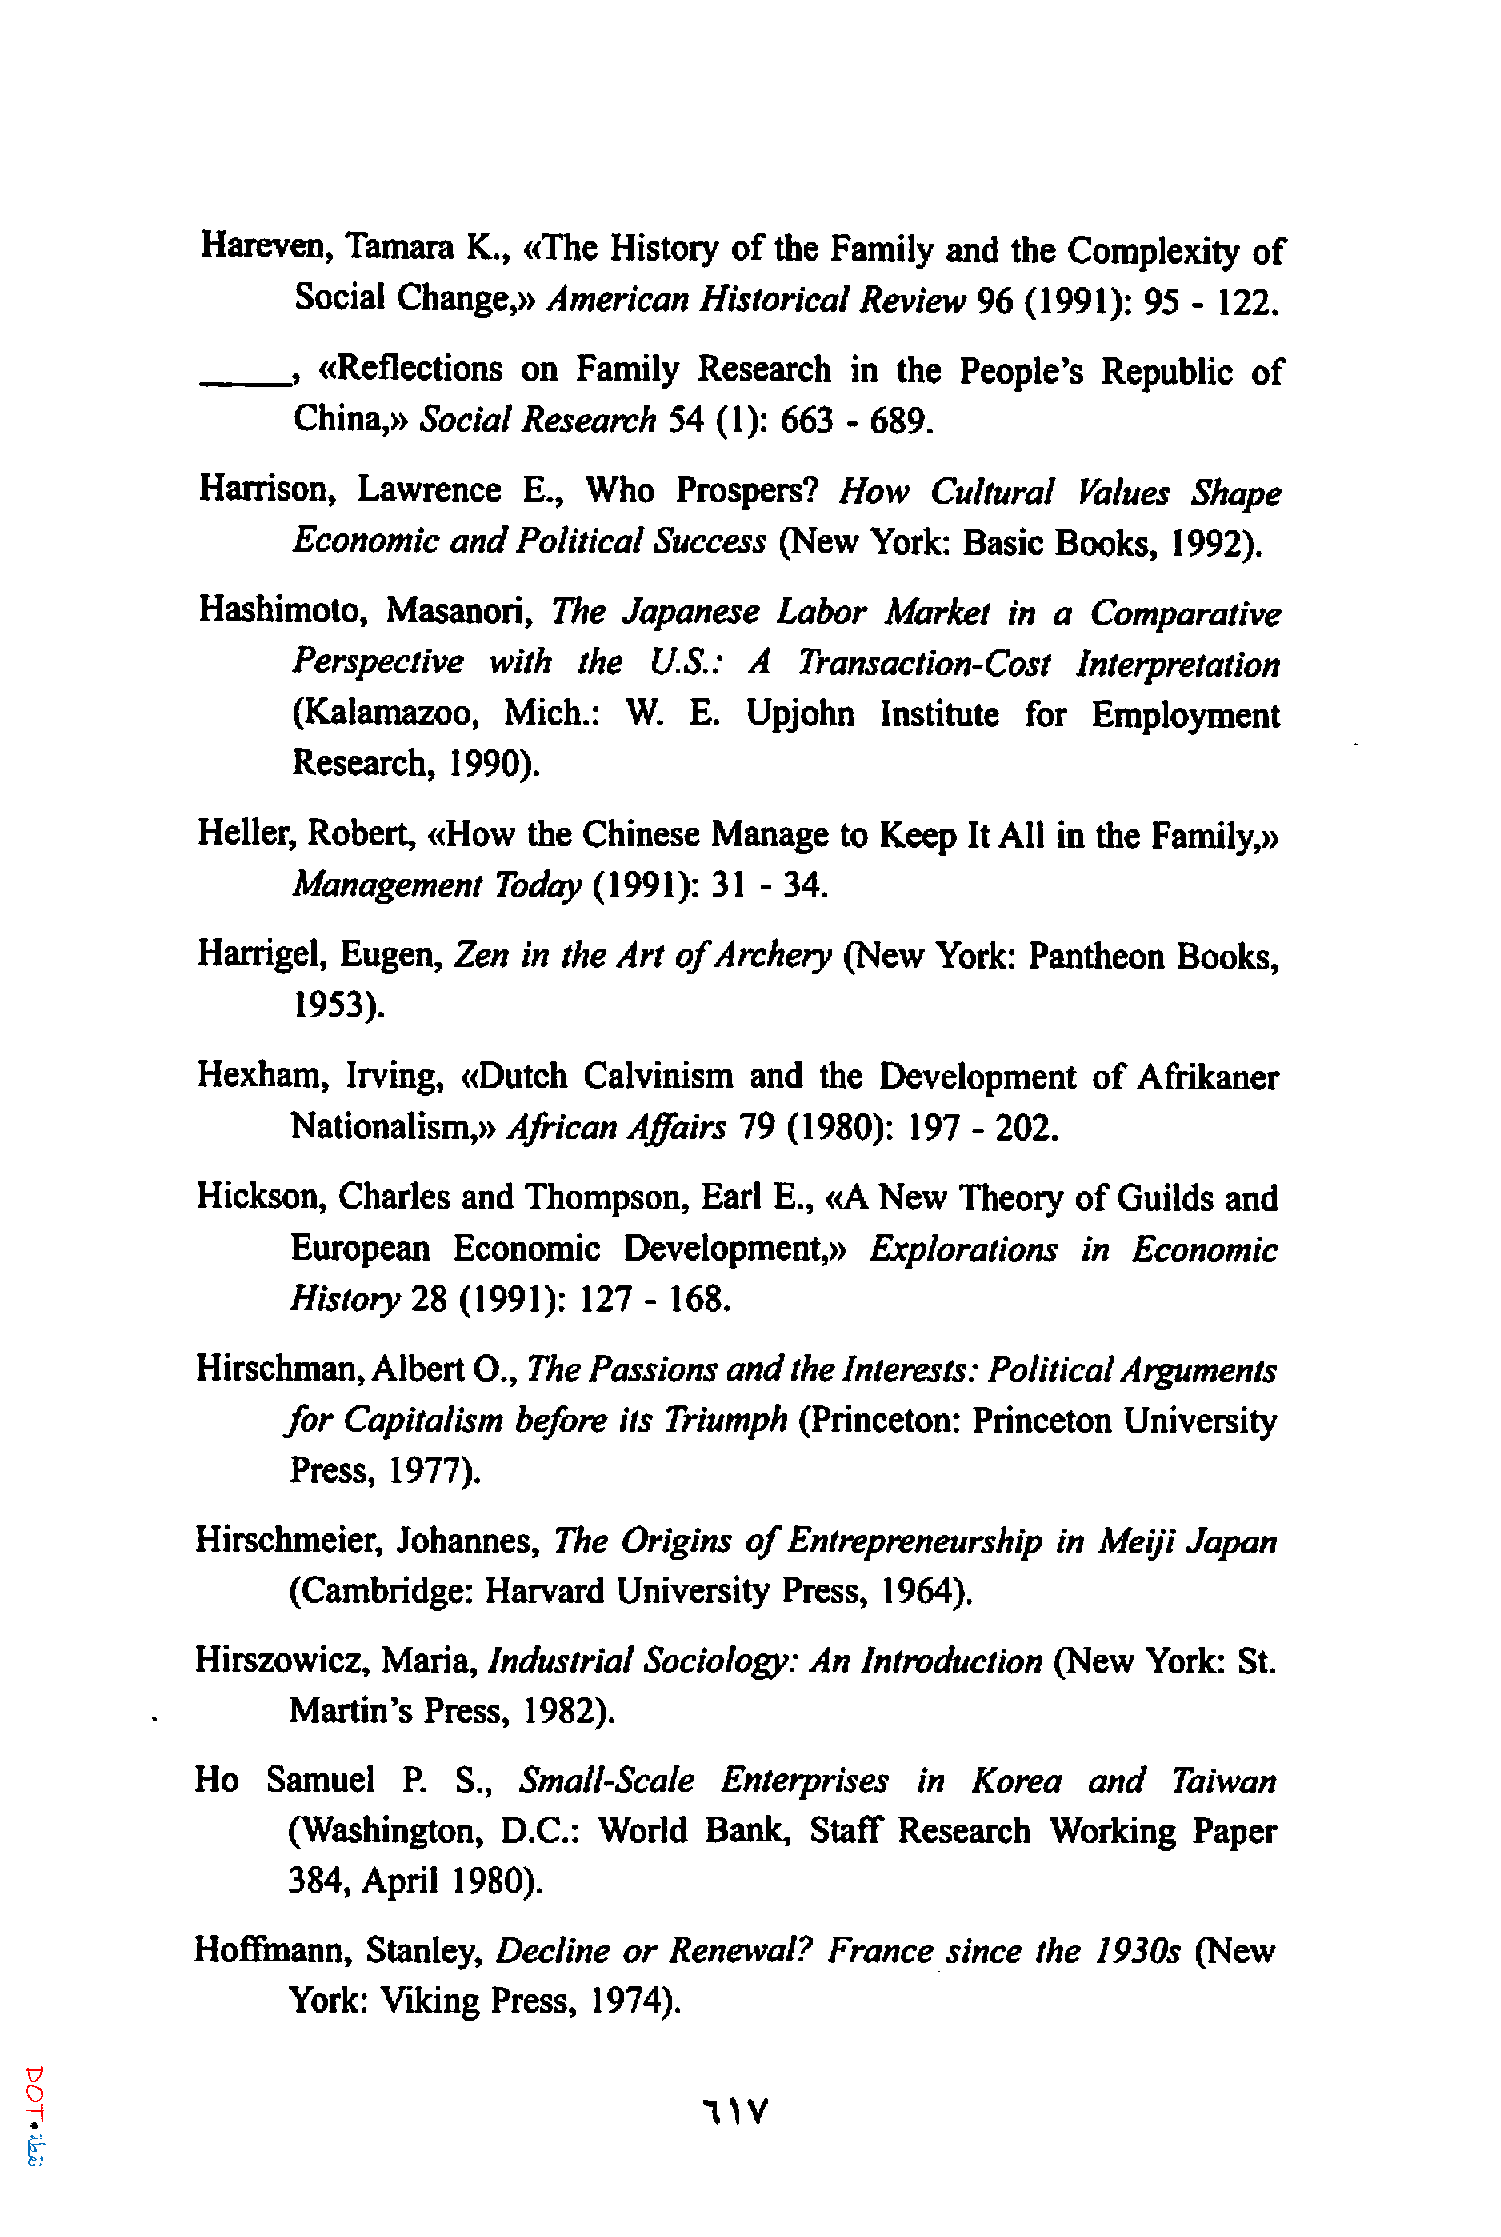 Hareven, Tamara K., «The History of the Family and the Complexity of
Social Change,» American Historical Review 96 (1991): 95 - 122.
_____, «Reflections on Family Research in the People's Republic of
China,» Social Research 54 (1): 663 - 689.
Harrison, Lawrence E., Who Prospers? How Cultural Values Shape
Economic and Political Success (New York: Basic Books, 1992).
Hashimoto, Masanori, The Japanese Labor Market in a Comparative
Perspective with the U.S.: A Transaction-Cost Interpretation
(Kalamazoo, Mich.: W. E. Upjohn Institute for Employment
Research, 1990).
Heller, Robert, «How the Chinese Manage to Keep It All in the Family,»
Management Today (1991): 31 - 34.
Harrigel, Eugen, Zen in the Art of Archery (New York: Pantheon Books,
1953).
Hexham, Irving, «Dutch Calvinism and the Development of Afrikaner
Nationalism,» African Affairs 79 (1980): 197 - 202.
Hickson, Charles and Thompson, Earl E., «A New Theory of Guilds and
European Economic Development,» Explorations in Economic
History 28 (1991): 127 - 168.
Hirschman, Albert O., The Passions and the Interests: Political Arguments
for Capitalism before its Triumph (Princeton: Princeton University
Press, 1977).
Hirschmeier, Johannes, The Origins of Entrepreneurship in Meiji Japan
(Cambridge: Harvard University Press, 1964).
Hirszowicz, Maria, Industrial Sociology: An Introduction (New York: St.
Martin's Press, 1982).
Ho Samuel P. S., Small-Scale Enterprises in Korea and Taiwan
(Washington, D.C.: World Bank, Staff Research Working Paper
384, April 1980).
Hoffmann, Stanley, Decline or Renewal? France since the 1930s (New
York: Viking Press, 1974).
٦١٧
DOT